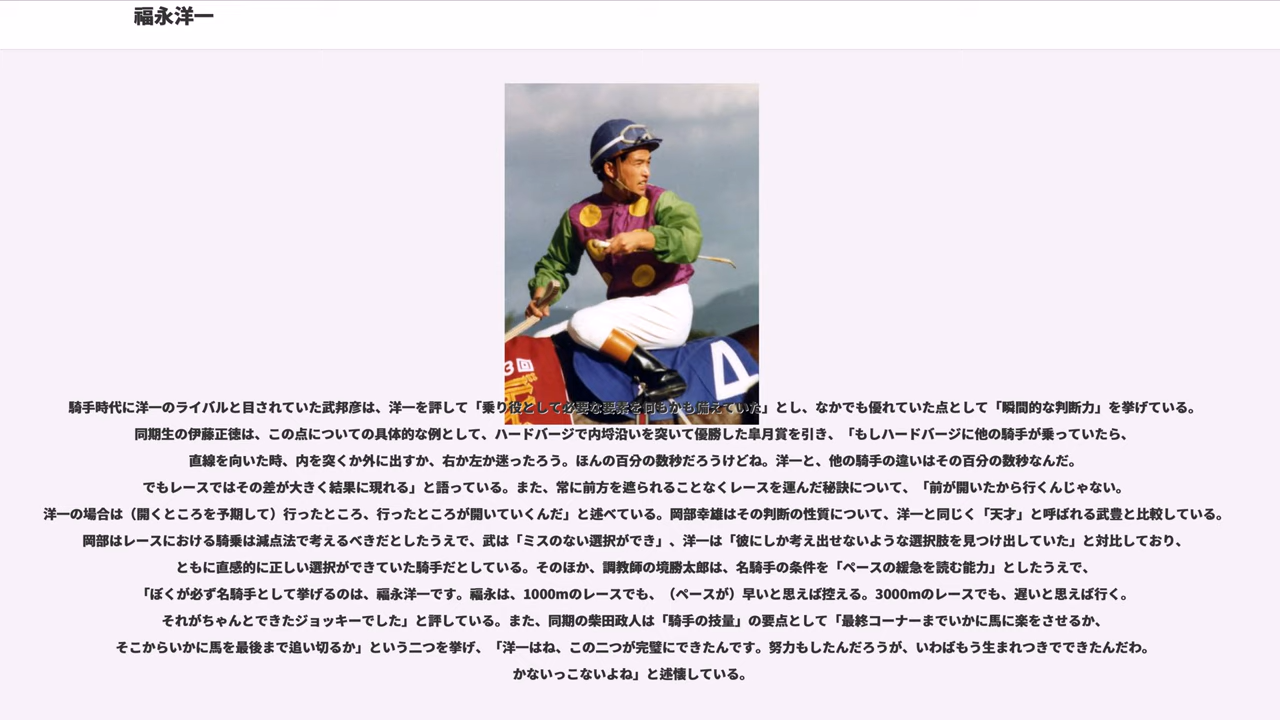 福永洋一
3
4
騎手時代に洋一のライバルと目されていた武邦彦は、洋一を評して「乗り役として必要な要素を何もかも備えていた」とし、なかでも優れていた点として「瞬間的な判断力」を挙げている。
同期生の伊藤正徳は、この点についての具体的な例として、ハードバージで内埒沿いを突いて優勝した皐月賞を引き、「もしハードバージに他の騎手が乗っていたら、
直線を向いた時、内を突くか外に出すか、右か左か迷ったろう。ほんの百分の数秒だろうけどね。洋一と、他の騎手の違いはその百分の数秒なんだ。
でもレースではその差が大きく結果に現れる」と語っている。また、常に前方を遮られることなくレースを運んだ秘訣について、「前が開いたから行くんじゃない。
洋一の場合は（開くところを予期して）行ったところ、行ったところが開いていくんだ」と述べている。岡部幸雄はその判断の性質について、洋一と同じく「天才」と呼ばれる武豊と比較している。
岡部はレースにおける騎乗は減点法で考えるべきだとしたうえで、武は「ミスのない選択ができ」、洋一は「彼にしか考え出せないような選択肢を見つけ出していた」と対比しており、
ともに直感的に正しい選択ができていた騎手だとしている。そのほか、調教師の境勝太郎は、名騎手の条件を「ペースの緩急を読む能力」としたうえで、
「ぼくが必ず名騎手として挙げるのは、福永洋一です。福永は、1000mのレースでも、（ペースが）早いと思えば控える。3000mのレースでも、遅いと思えば行く。
それがちゃんとできたジョッキーでした」と評している。また、同期の柴田政人は「騎手の技量」の要点として「最終コーナーまでいかに馬に楽をさせるか、
そこからいかに馬を最後まで追い切るか」という二つを挙げ、「洋一はね、この二つが完璧にできたんです。努力もしたんだろうが、いわばもう生まれつきでできたんだわ。
かないっこないよね」と述懐している。